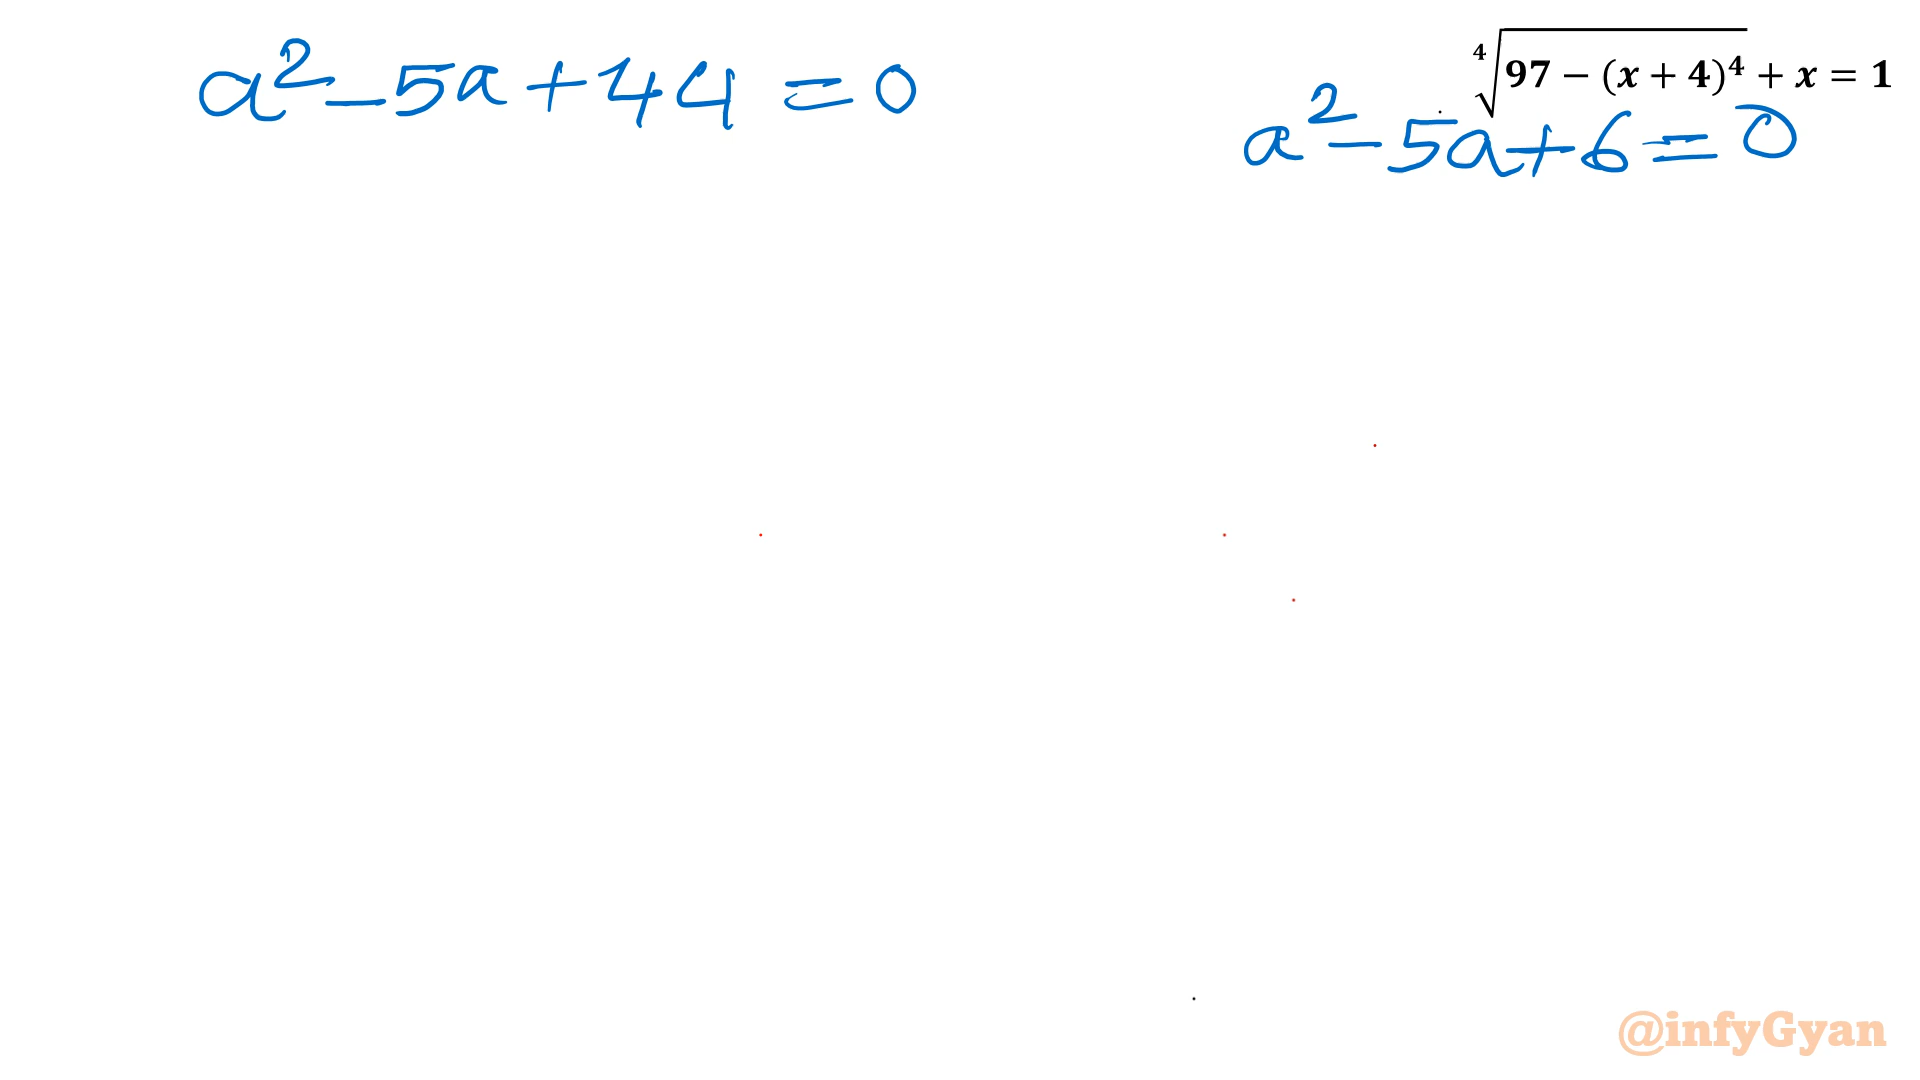 a² - 5a + 44 = 0
⁴√(97 − (x + 4)⁴) + x = 1
a² - 5a + 6 = 0
@infyGyan